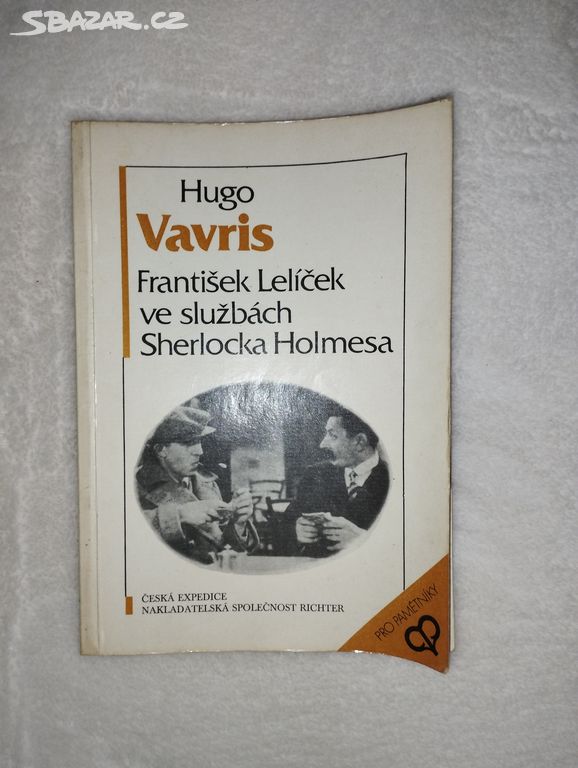 SBAZAR.CZ
Hugo
Vavris
František Lelíček
ve službách
Sherlocka Holmesa
ČESKÁ EXPEDICE
NAKLADATELSKÁ SPOLEČNOST RICHTER
PRO PAMĚTNÍKY